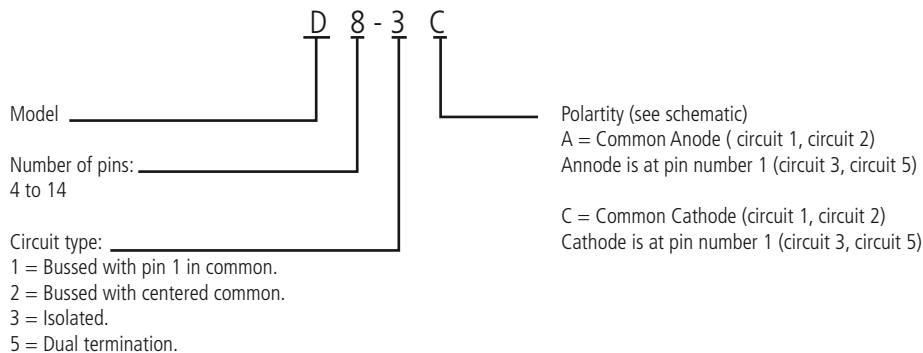 D 8 - 3 C
Model
Number of pins:
4 to 14
Circuit type:
1 = Bussed with pin 1 in common.
2 = Bussed with centered common.
3 = Isolated.
5 = Dual termination.
Polartity (see schematic)
A = Common Anode ( circuit 1, circuit 2)
Annode is at pin number 1 (circuit 3, circuit 5)
C = Common Cathode (circuit 1, circuit 2)
Cathode is at pin number 1 (circuit 3, circuit 5)